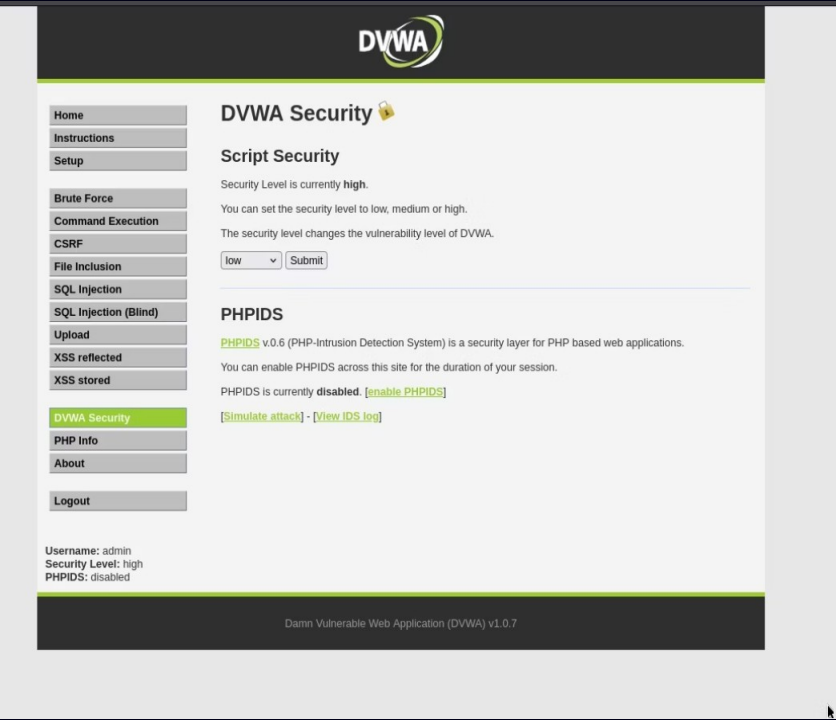 DVWA
Home
Instructions
Setup
Brute Force
Command Execution
CSRF
File Inclusion
SQL Injection
SQL Injection (Blind)
Upload
XSS reflected
XSS stored
DVWA Security
PHP Info
About
Logout
Username: admin
Security Level: high
PHPIDS: disabled
DVWA Security
Script Security
Security Level is currently high.
You can set the security level to low, medium or high.
The security level changes the vulnerability level of DVWA.
low Submit
PHPIDS
PHPIDS v.0.6 (PHP-Intrusion Detection System) is a security layer for PHP based web applications.
You can enable PHPIDS across this site for the duration of your session.
PHPIDS is currently disabled. [enable PHPIDS]
[Simulate attack] - [View IDS log]
Damn Vulnerable Web Application (DVWA) v1.0.7